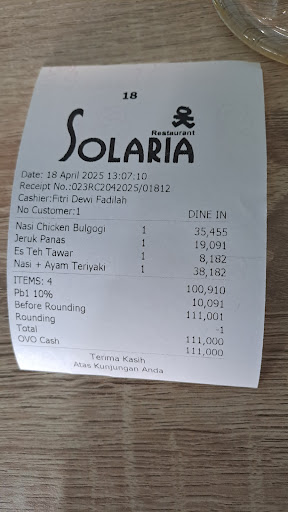 18
Restaurant
SOLARIA
Date: 18 April 2025 13:07:10
Receipt No.:023RC2042025/01812
Cashier:Fitri Dewi Fadilah
No Customer:1 DINE IN
Nasi Chicken Bulgogi 1 35,455
Jeruk Panas 1 19,091
Es Teh Tawar 1 8,182
Nasi + Ayam Teriyaki 1 38,182
ITEMS: 4 100,910
Pb1 10% 10,091
Before Rounding 111,001
Rounding -1
Total 111,000
OVO Cash 111,000
Terima Kasih
Atas Kunjungan Anda